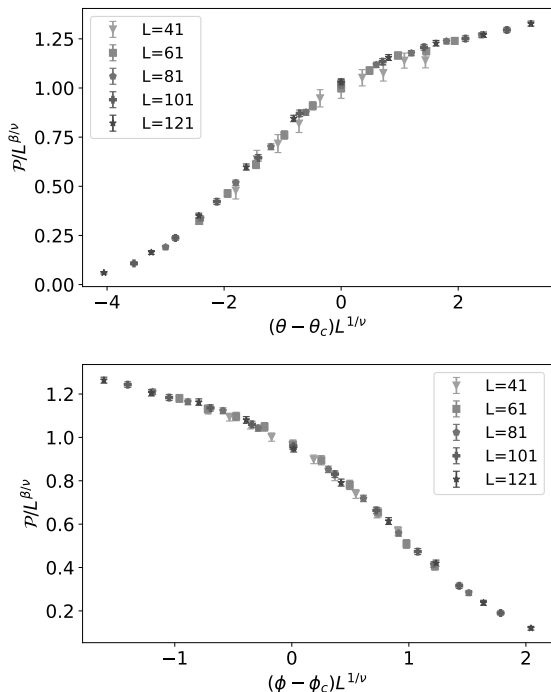 1.25
1.00
0.75
0.50
0.25
0.00
𝒫/L^{β/ν}
L=41
L=61
L=81
L=101
L=121
−4 −2 0 2
(θ − θ_c)L^{1/ν}
1.2
1.0
0.8
0.6
0.4
0.2
𝒫/L^{β/ν}
L=41
L=61
L=81
L=101
L=121
−1 0 1 2
(ϕ − ϕ_c)L^{1/ν}